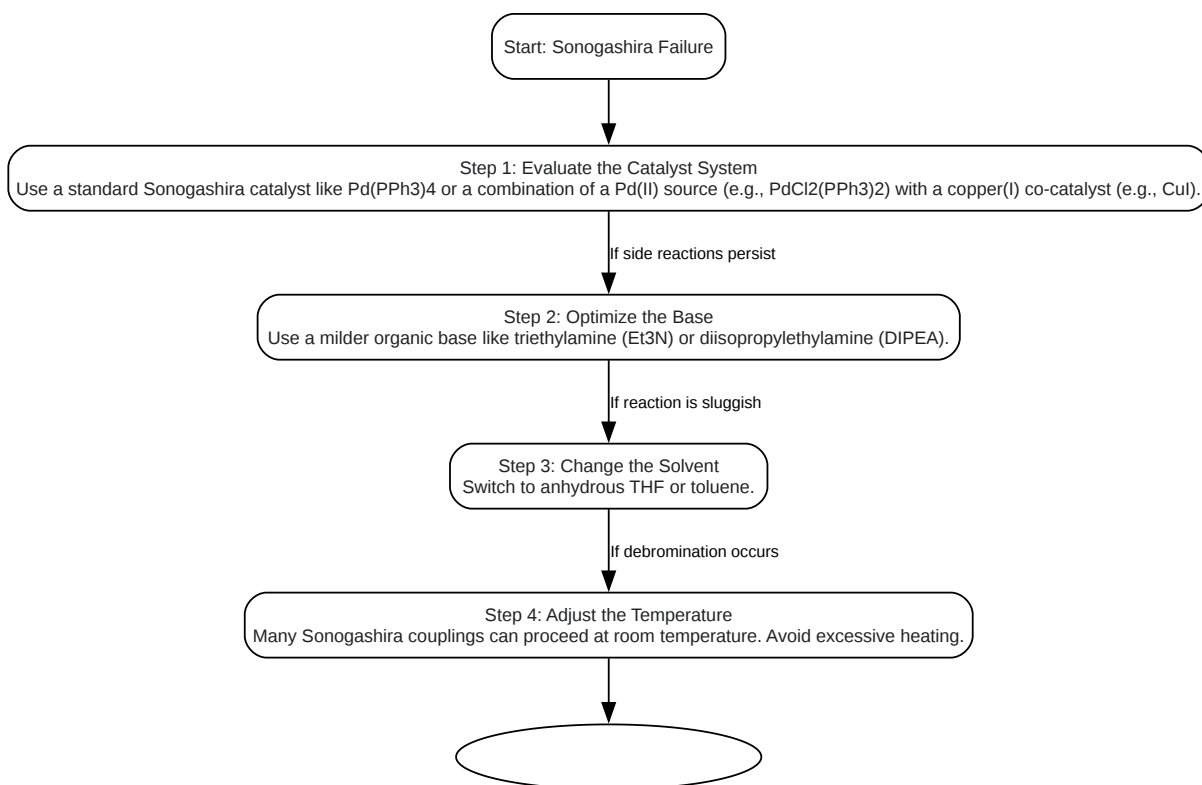 Start: Sonogashira Failure
Step 1: Evaluate the Catalyst System
Use a standard Sonogashira catalyst like Pd(PPh3)4 or a combination of a Pd(II) source (e.g., PdCl2(PPh3)2) with a copper(I) co-catalyst (e.g., CuI).
If side reactions persist
Step 2: Optimize the Base
Use a milder organic base like triethylamine (Et3N) or diisopropylethylamine (DIPEA).
If reaction is sluggish
Step 3: Change the Solvent
Switch to anhydrous THF or toluene.
If debromination occurs
Step 4: Adjust the Temperature
Many Sonogashira couplings can proceed at room temperature. Avoid excessive heating.